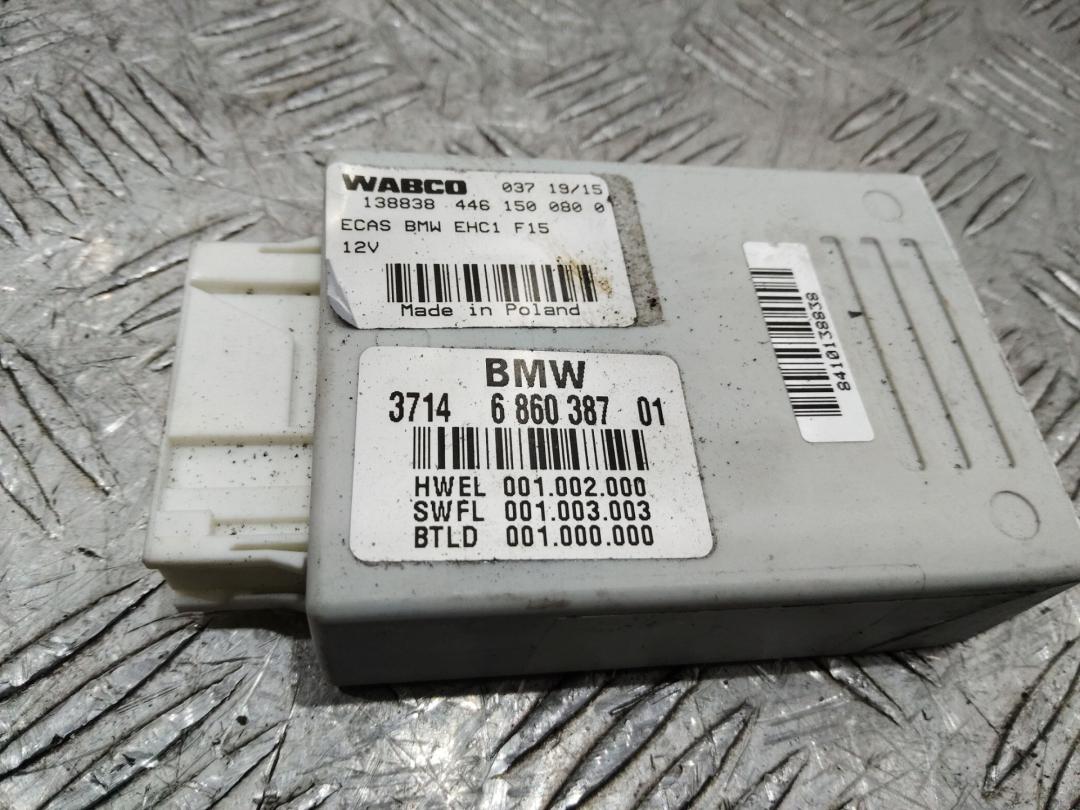 WABCO 037 19/15
138838 446 150 080 0
ECAS BMW EHC1 F15
12V
Made in Poland
BMW
3714 6 860 387 01
HWEL 001.002.000
SWFL 001.003.003
BTLD 001.000.000
8410138838